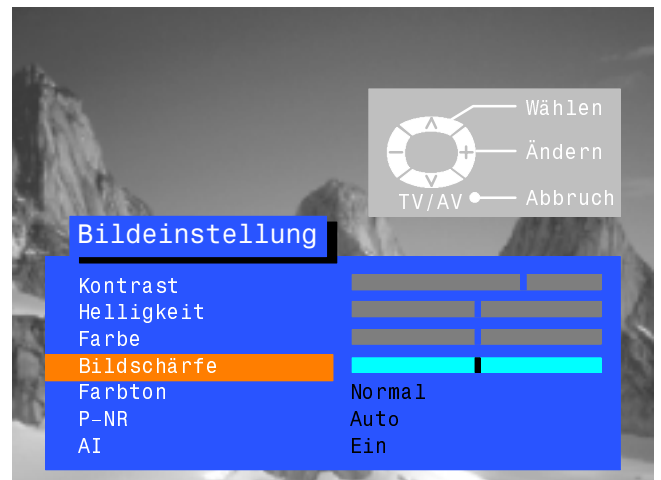 Wählen
Ändern
TV/AV Abbruch
Bildeinstellung
Kontrast
Helligkeit
Farbe
Bildschärfe
Farbton Normal
P-NR Auto
AI Ein